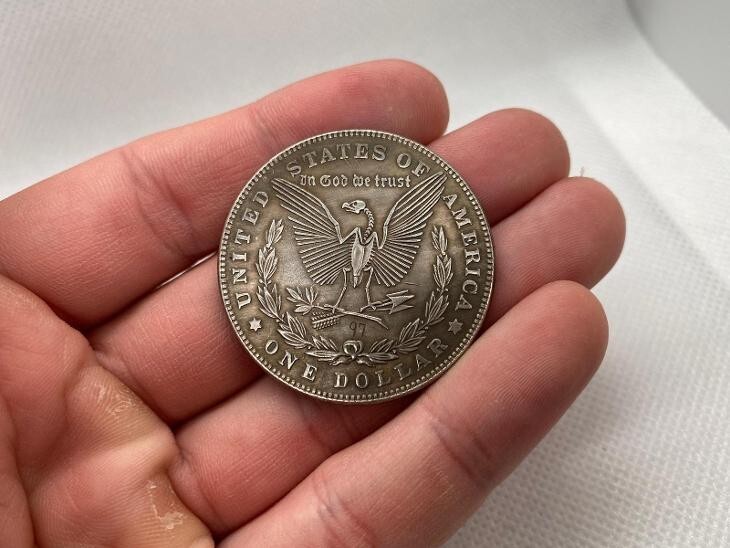 UNITED STATES OF AMERICA
In God we trust
97
ONE DOLLAR